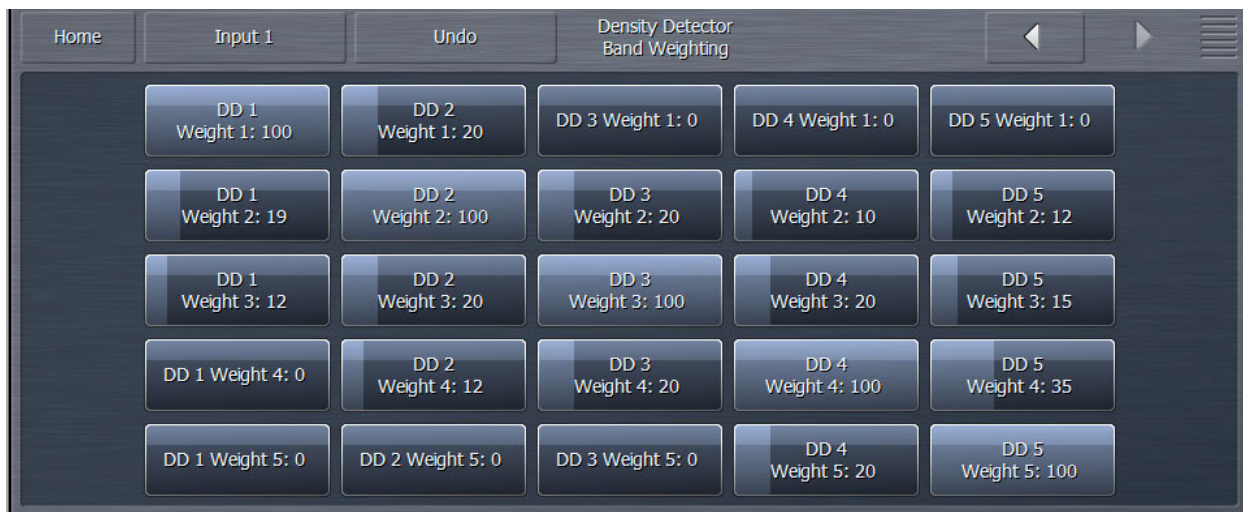 Home
Input 1
Undo
Density Detector
Band Weighting
DD 1
Weight 1: 100
DD 2
Weight 1: 20
DD 3 Weight 1: 0
DD 4 Weight 1: 0
DD 5 Weight 1: 0
DD 1
Weight 2: 19
DD 2
Weight 2: 100
DD 3
Weight 2: 20
DD 4
Weight 2: 10
DD 5
Weight 2: 12
DD 1
Weight 3: 12
DD 2
Weight 3: 20
DD 3
Weight 3: 100
DD 4
Weight 3: 20
DD 5
Weight 3: 15
DD 1 Weight 4: 0
DD 2
Weight 4: 12
DD 3
Weight 4: 20
DD 4
Weight 4: 100
DD 5
Weight 4: 35
DD 1 Weight 5: 0
DD 2 Weight 5: 0
DD 3 Weight 5: 0
DD 4
Weight 5: 20
DD 5
Weight 5: 100